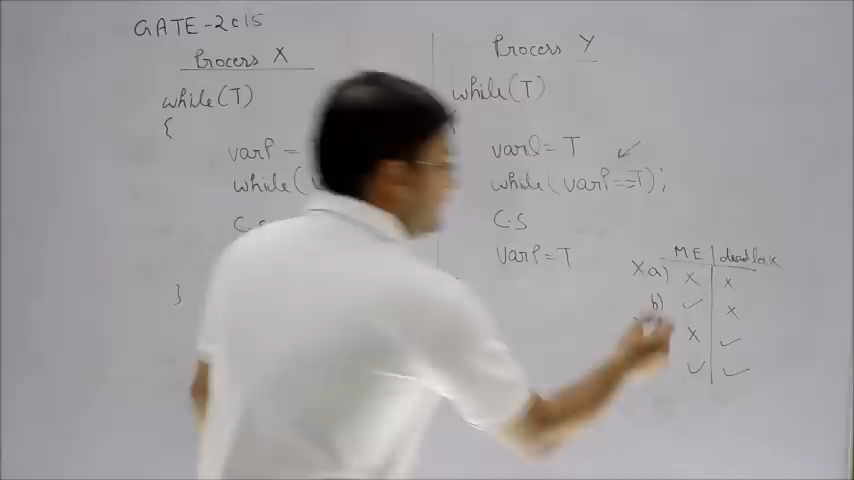 GATE-2015
Process X
while(T)
{
varP =
while(
C.S
}
Process Y
while(T)
{
varQ = T
while(varP==T);
C.S
varP = T
ME deadlock
X a) X X
b) ✓ X
X ✓
✓ ✓